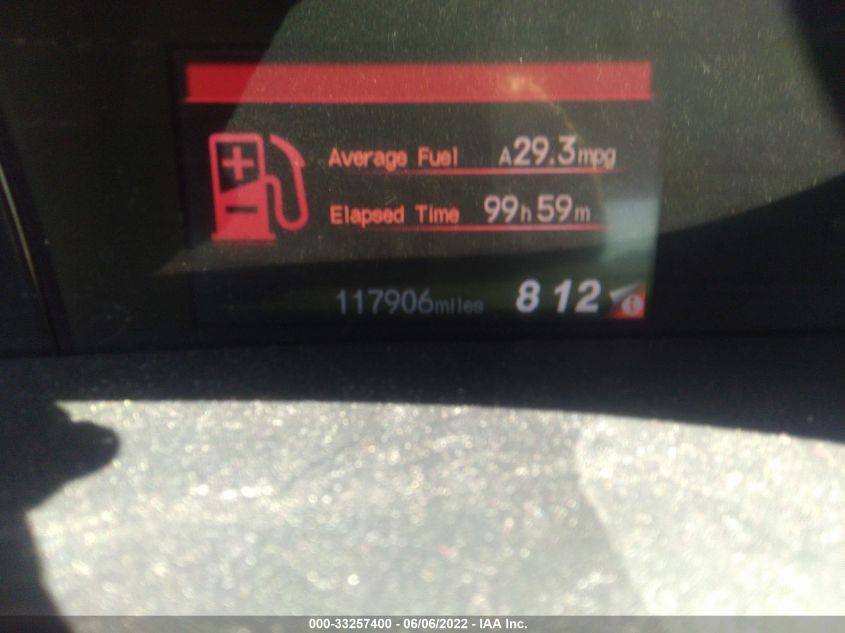 Average Fuel A29.3mpg
Elapsed Time 99h59m
117906miles 8 12 i
000-33257400 - 06/06/2022 - IAA Inc.